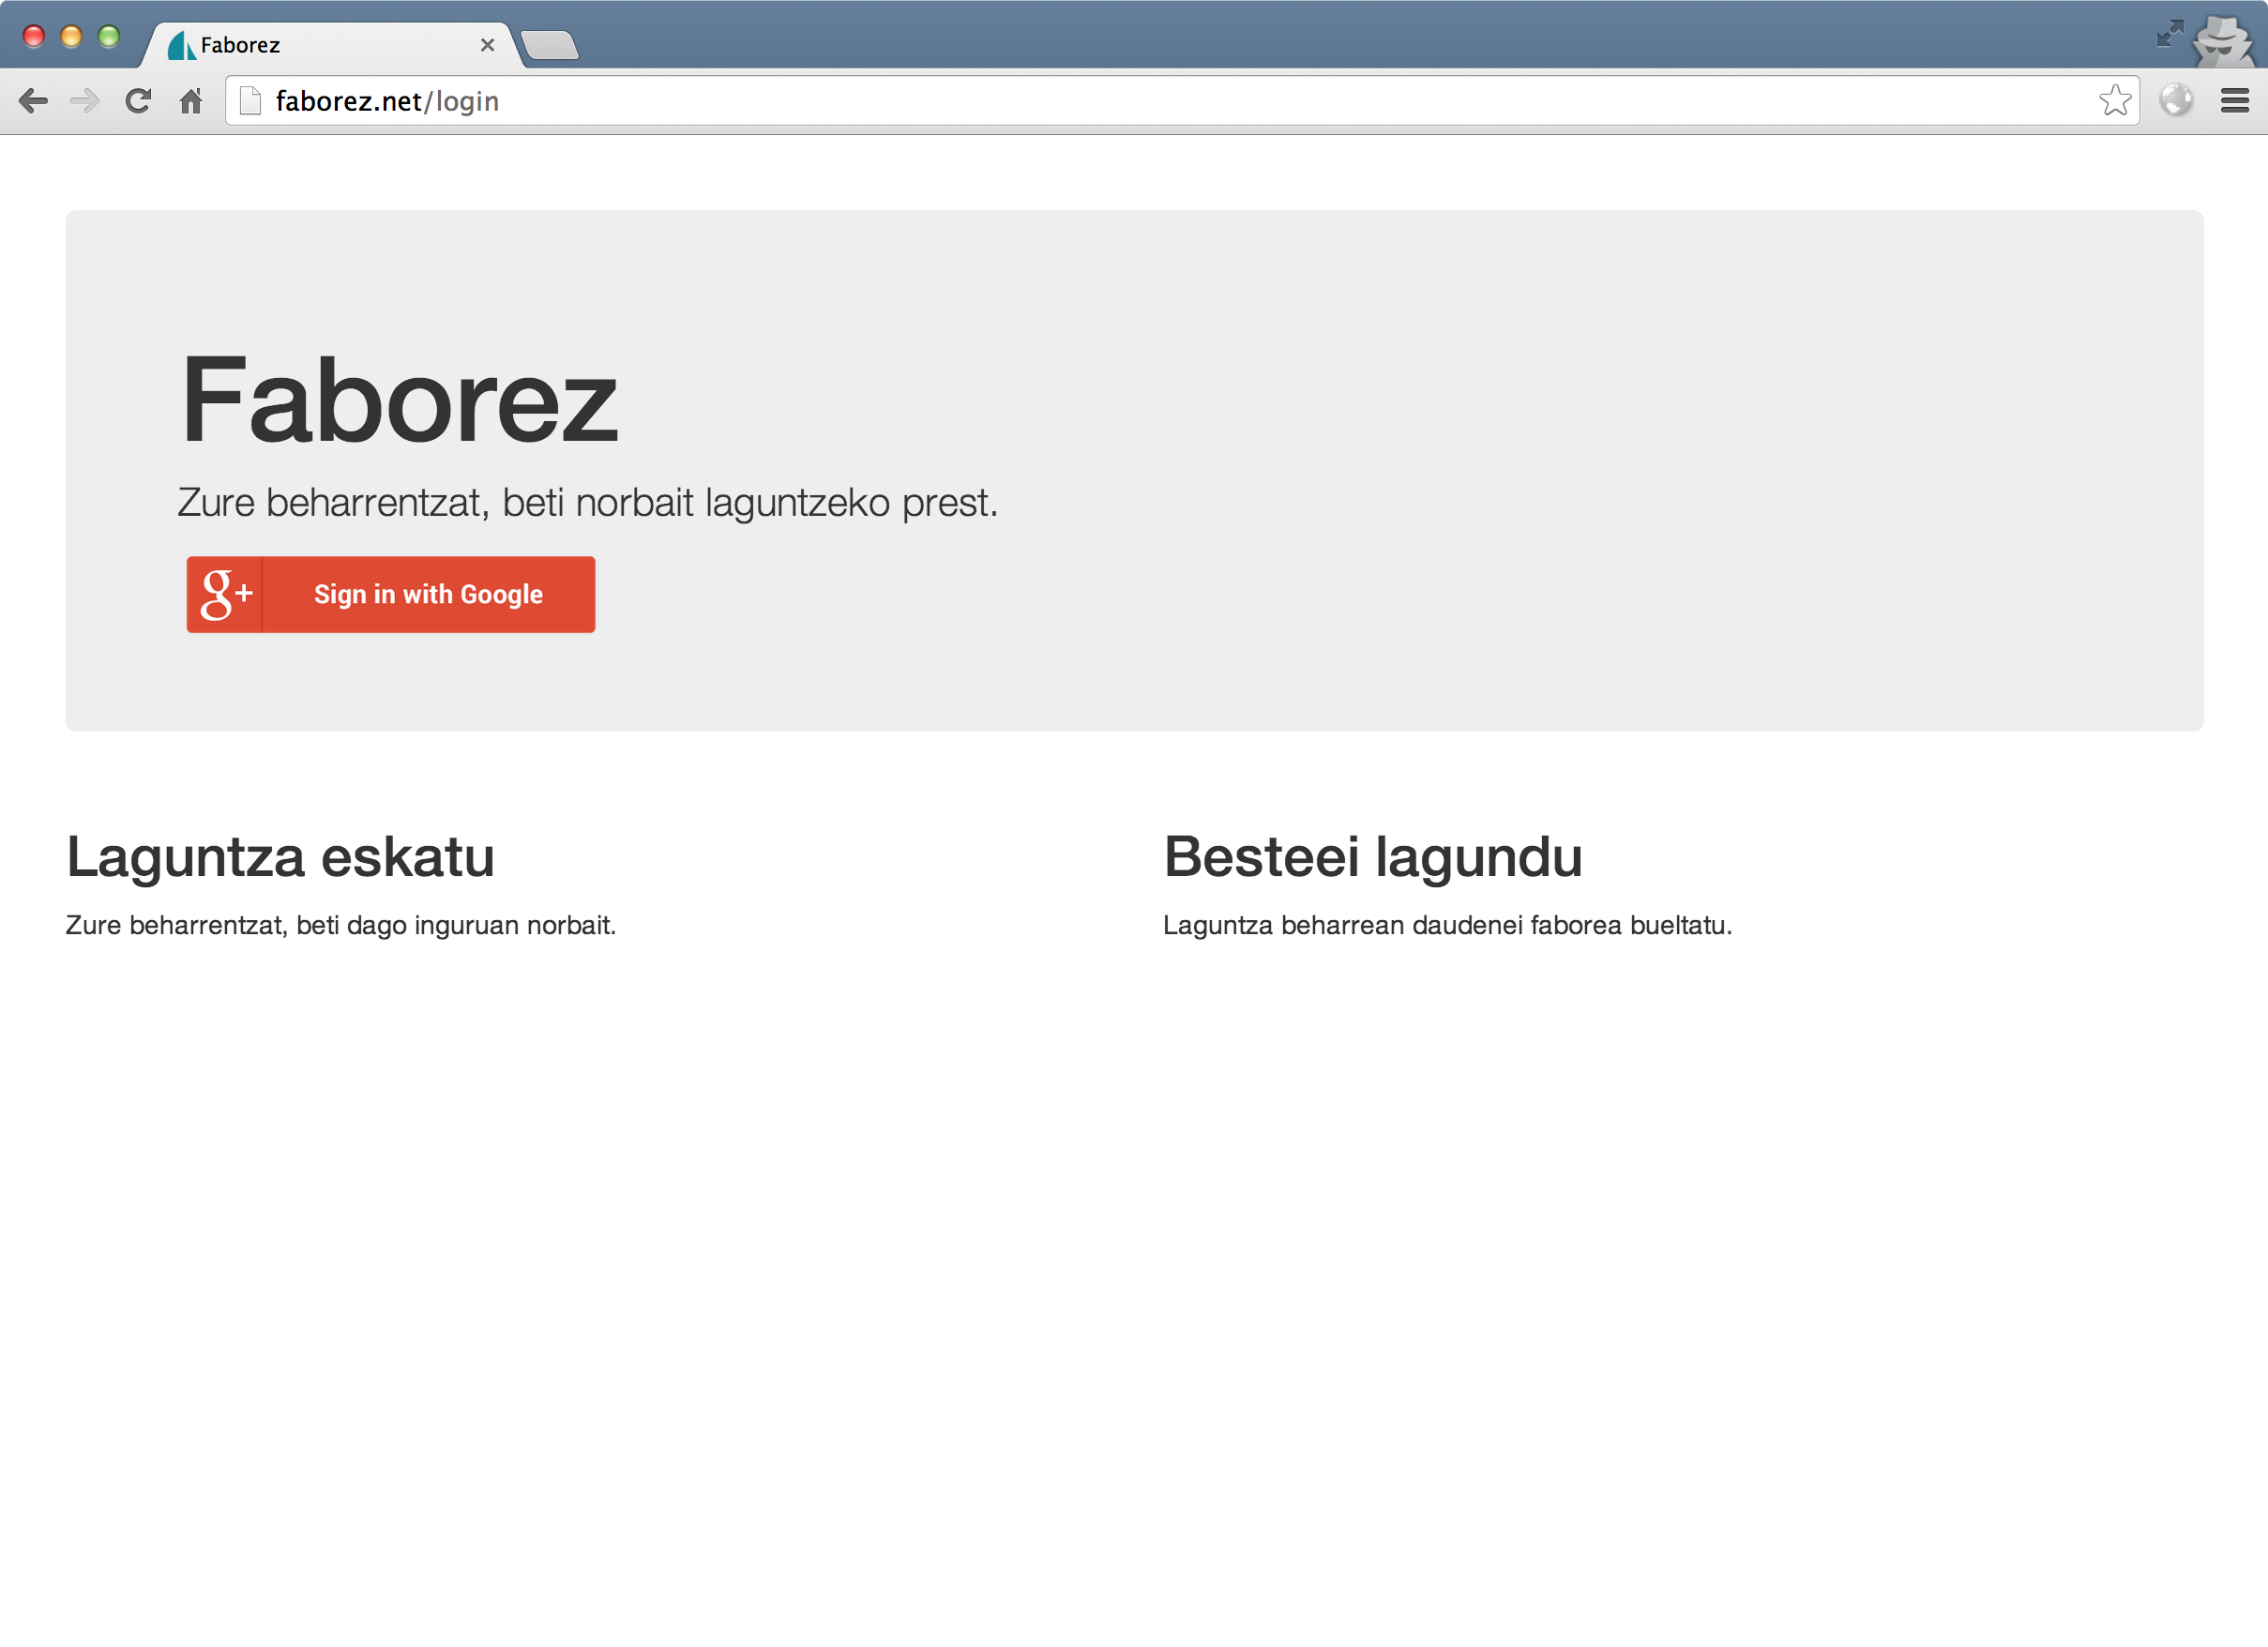 Faborez
faborez.net/login
Faborez
Zure beharrentzat, beti norbait laguntzeko prest.
g+ Sign in with Google
Laguntza eskatu
Zure beharrentzat, beti dago inguruan norbait.
Besteei lagundu
Laguntza beharrean daudenei faborea bueltatu.